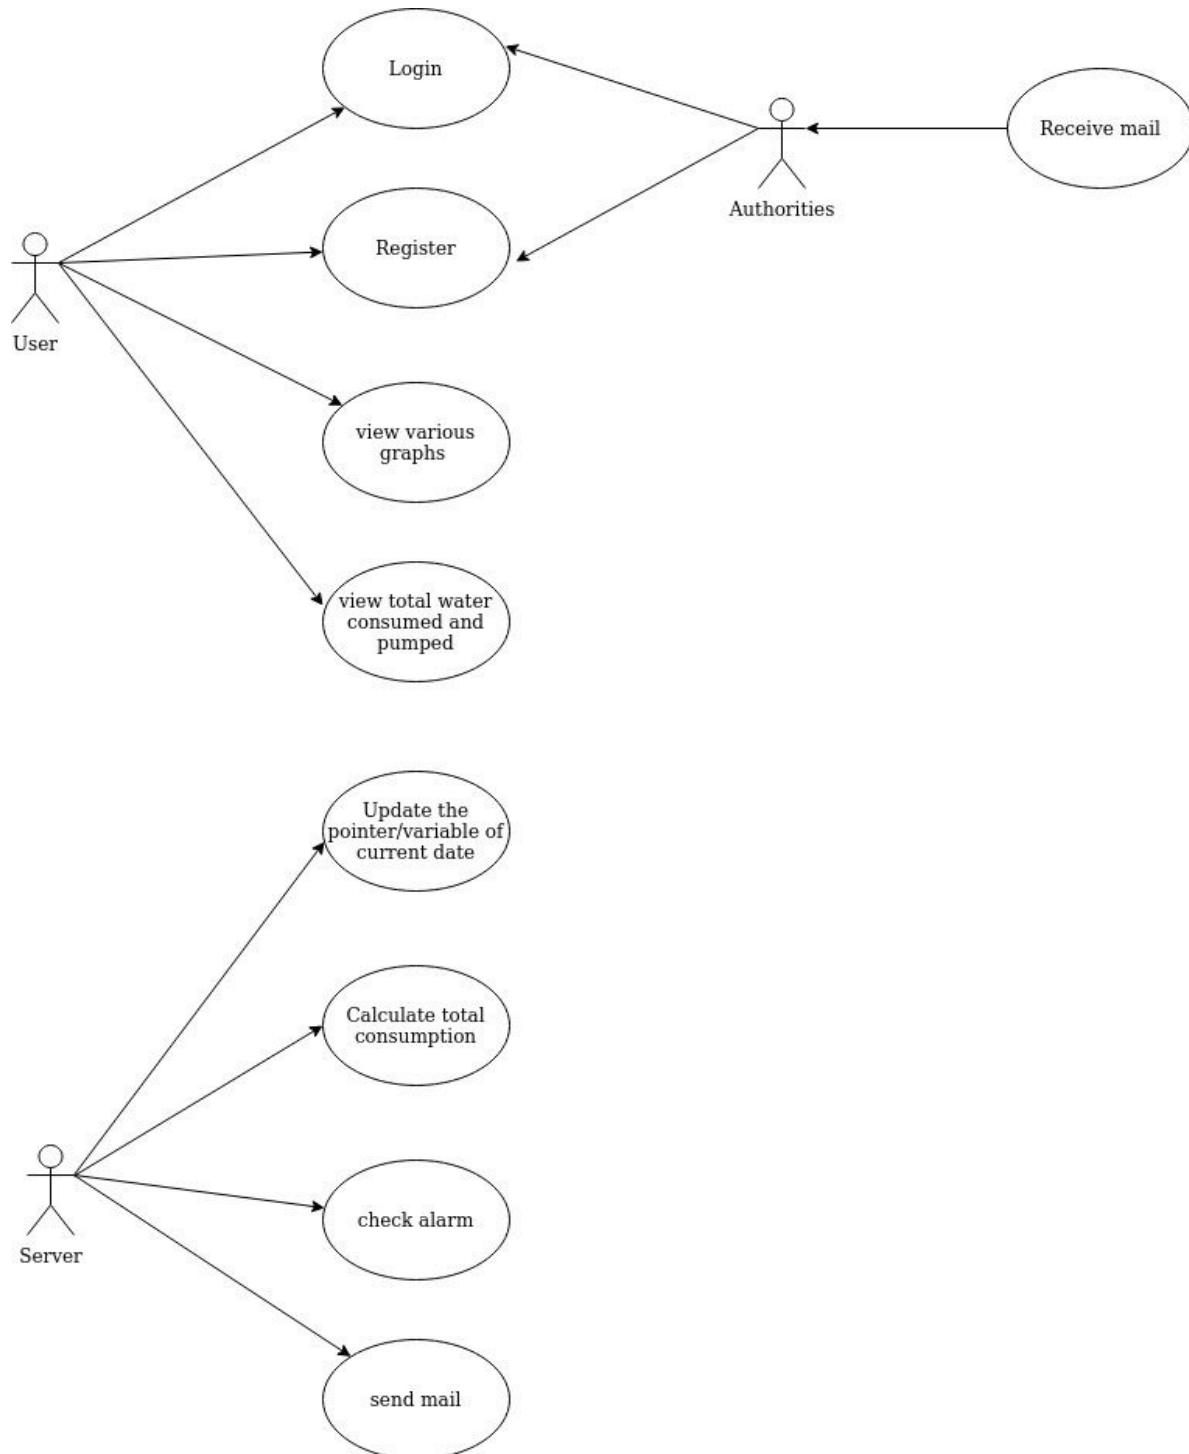 Login
Receive mail
Authorities
Register
User
view various
graphs
view total water
consumed and
pumped
Update the
pointer/variable of
current date
Calculate total
consumption
check alarm
Server
send mail